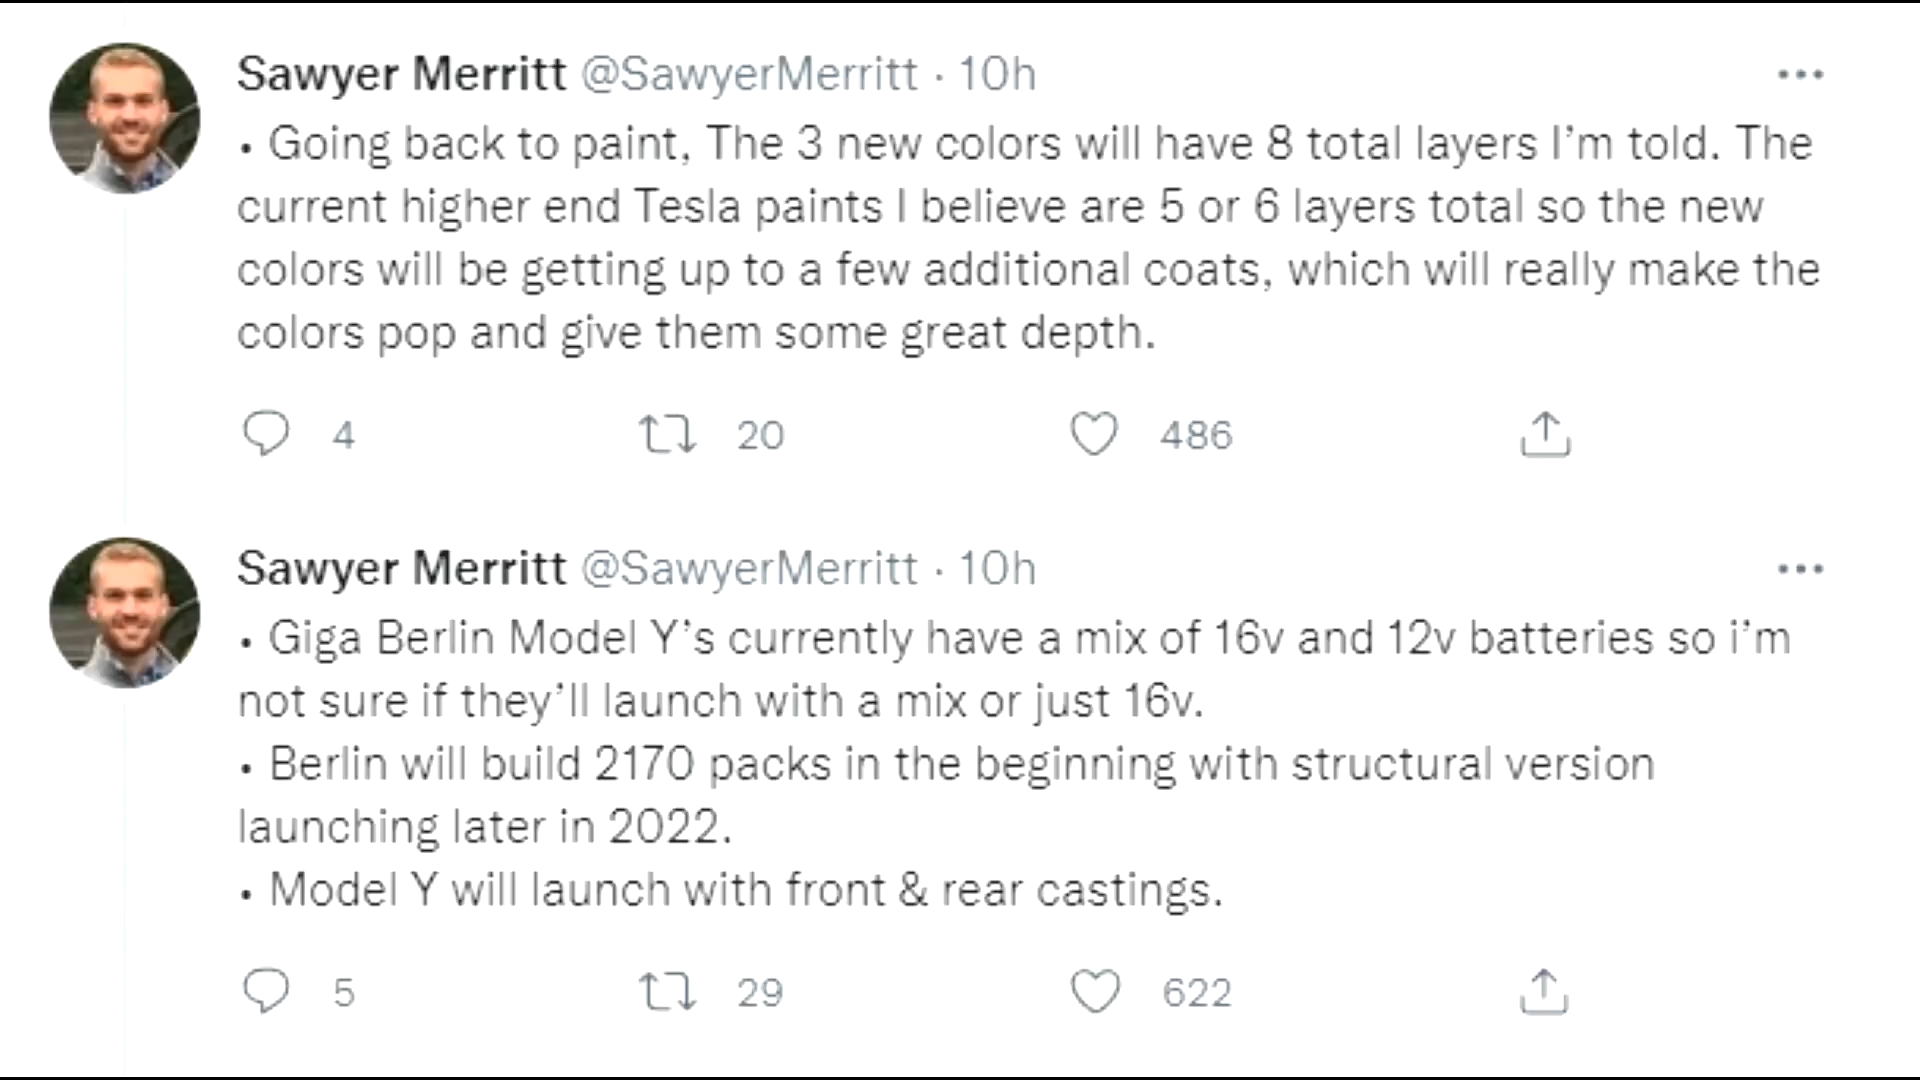 Sawyer Merritt @SawyerMerritt · 10h
• Going back to paint, The 3 new colors will have 8 total layers I’m told. The
current higher end Tesla paints I believe are 5 or 6 layers total so the new
colors will be getting up to a few additional coats, which will really make the
colors pop and give them some great depth.
4 20 486
Sawyer Merritt @SawyerMerritt · 10h
• Giga Berlin Model Y’s currently have a mix of 16v and 12v batteries so i’m
not sure if they’ll launch with a mix or just 16v.
• Berlin will build 2170 packs in the beginning with structural version
launching later in 2022.
• Model Y will launch with front & rear castings.
5 29 622